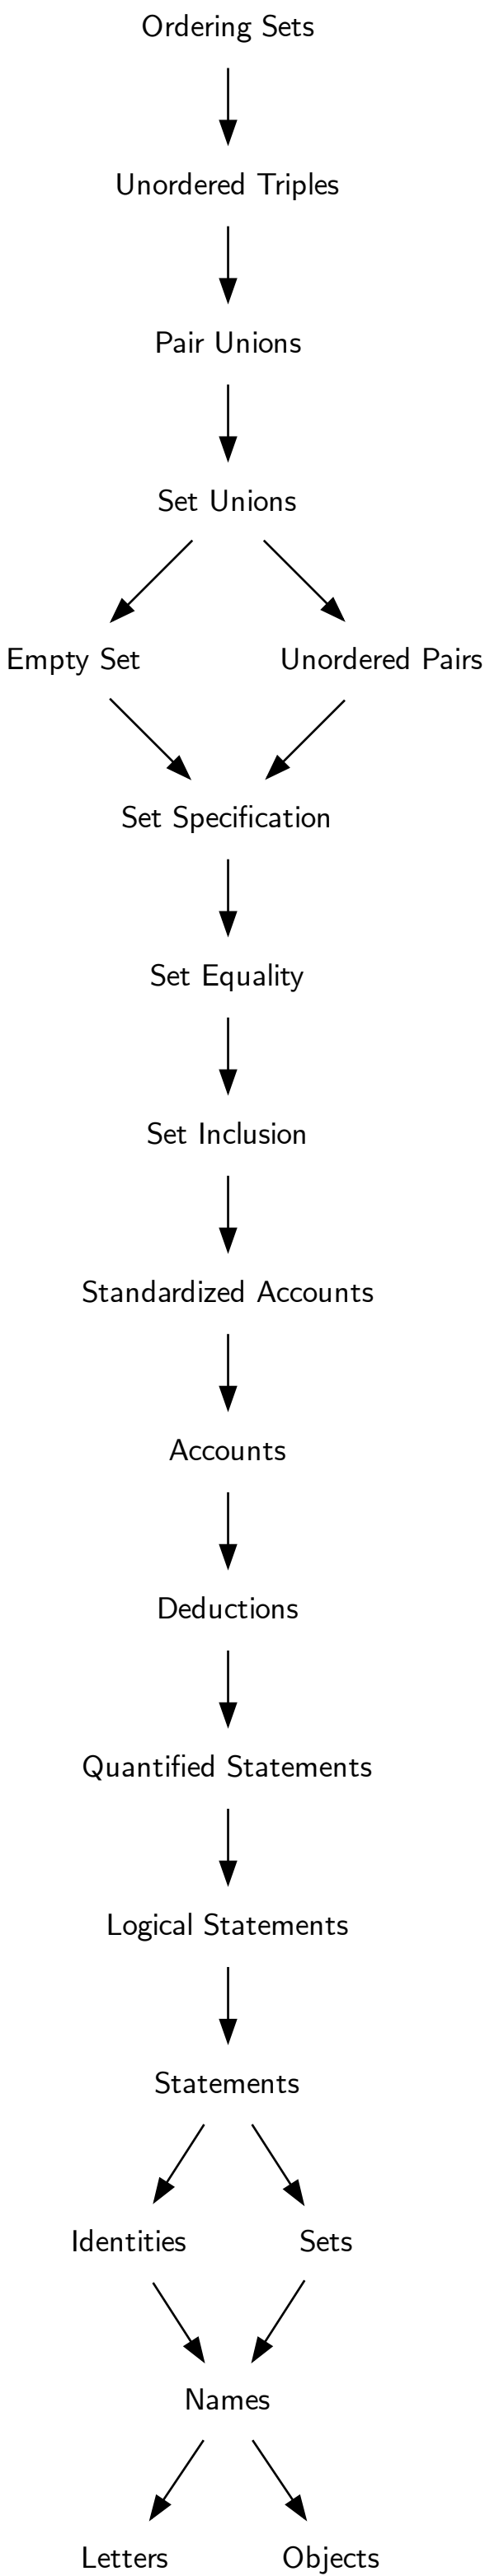 Ordering Sets
Unordered Triples
Pair Unions
Set Unions
Empty Set
Unordered Pairs
Set Specification
Set Equality
Set Inclusion
Standardized Accounts
Accounts
Deductions
Quantified Statements
Logical Statements
Statements
Identities
Sets
Names
Letters
Objects